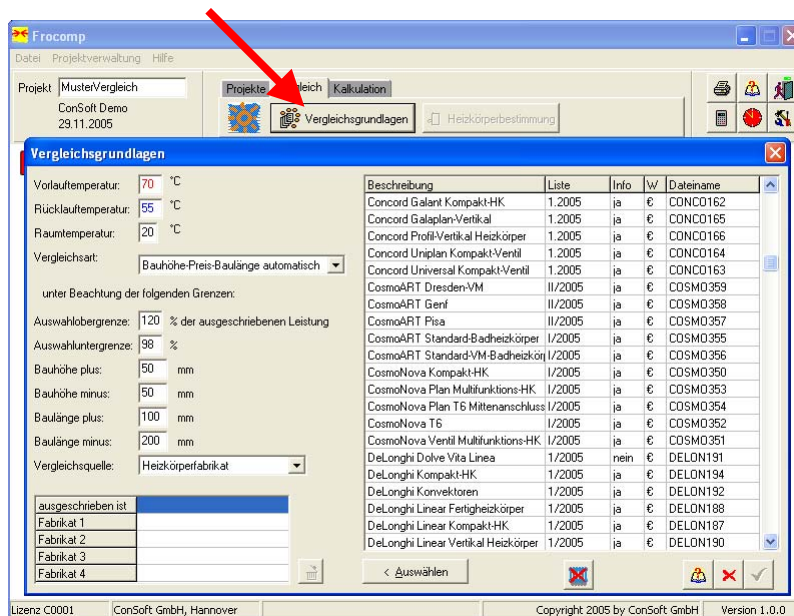 Frocomp
Datei Projektverwaltung Hilfe
Projekt MusterVergleich
ConSoft Demo
29.11.2005
Projekte gleich Kalkulation
Vergleichsgrundlagen Heizkörperbestimmung
Vergleichsgrundlagen
Vorlauftemperatur: 70 °C
Rücklauftemperatur: 55 °C
Raumtemperatur: 20 °C
Vergleichsart: Bauhöhe-Preis-Baulänge automatisch
unter Beachtung der folgenden Grenzen:
Auswahlobergrenze: 120 % der ausgeschriebenen Leistung
Auswahluntergrenze: 98 %
Bauhöhe plus: 50 mm
Bauhöhe minus: 50 mm
Baulänge plus: 100 mm
Baulänge minus: 200 mm
Vergleichsquelle: Heizkörperfabrikat
ausgeschrieben ist
Fabrikat 1
Fabrikat 2
Fabrikat 3
Fabrikat 4
Beschreibung Liste Info W Dateiname
Concord Galant Kompakt-HK 1.2005 ja € CONCO162
Concord Galaplan-Vertikal 1.2005 ja € CONCO165
Concord Profil-Vertikal Heizkörper 1.2005 ja € CONCO166
Concord Uniplan Kompakt-Ventil 1.2005 ja € CONCO164
Concord Universal Kompakt-Ventil 1.2005 ja € CONCO163
CosmoART Dresden-VM II/2005 ja € COSMO359
CosmoART Genf II/2005 ja € COSMO358
CosmoART Pisa II/2005 ja € COSMO357
CosmoART Standard-Badheizkörper I/2005 ja € COSMO355
CosmoART Standard-VM-Badheizkör I/2005 ja € COSMO356
CosmoNova Kompakt-HK I/2005 ja € COSMO350
CosmoNova Plan Multifunktions-HK I/2005 ja € COSMO353
CosmoNova Plan T6 Mittenanschluss I/2005 ja € COSMO354
CosmoNova T6 I/2005 ja € COSMO352
CosmoNova Ventil Multifunktions-HK I/2005 ja € COSMO351
DeLonghi Dolve Vita Linea 1/2005 nein € DELON191
DeLonghi Kompakt-HK 1/2005 ja € DELON194
DeLonghi Konvektoren 1/2005 ja € DELON192
DeLonghi Linear Fertigheizkörper 1/2005 ja € DELON188
DeLonghi Linear Kompakt-HK 1/2005 ja € DELON187
DeLonghi Linear Vertikal Heizkörper 1/2005 ja € DELON190
< Auswählen
Lizenz C0001 ConSoft GmbH, Hannover Copyright 2005 by ConSoft GmbH Version 1.0.0